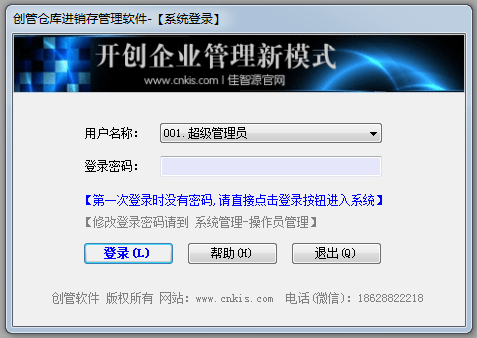 创管仓库进销存管理软件-【系统登录】
开创企业管理新模式
www.cnkis.com | 佳智源官网
用户名称: 001.超级管理员
登录密码:
【第一次登录时没有密码,请直接点击登录按钮进入系统】
【修改登录密码请到 系统管理-操作员管理】
登录(L) 帮助(H) 退出(Q)
创管软件 版权所有 网站: www.cnkis.com 电话(微信): 18628822218